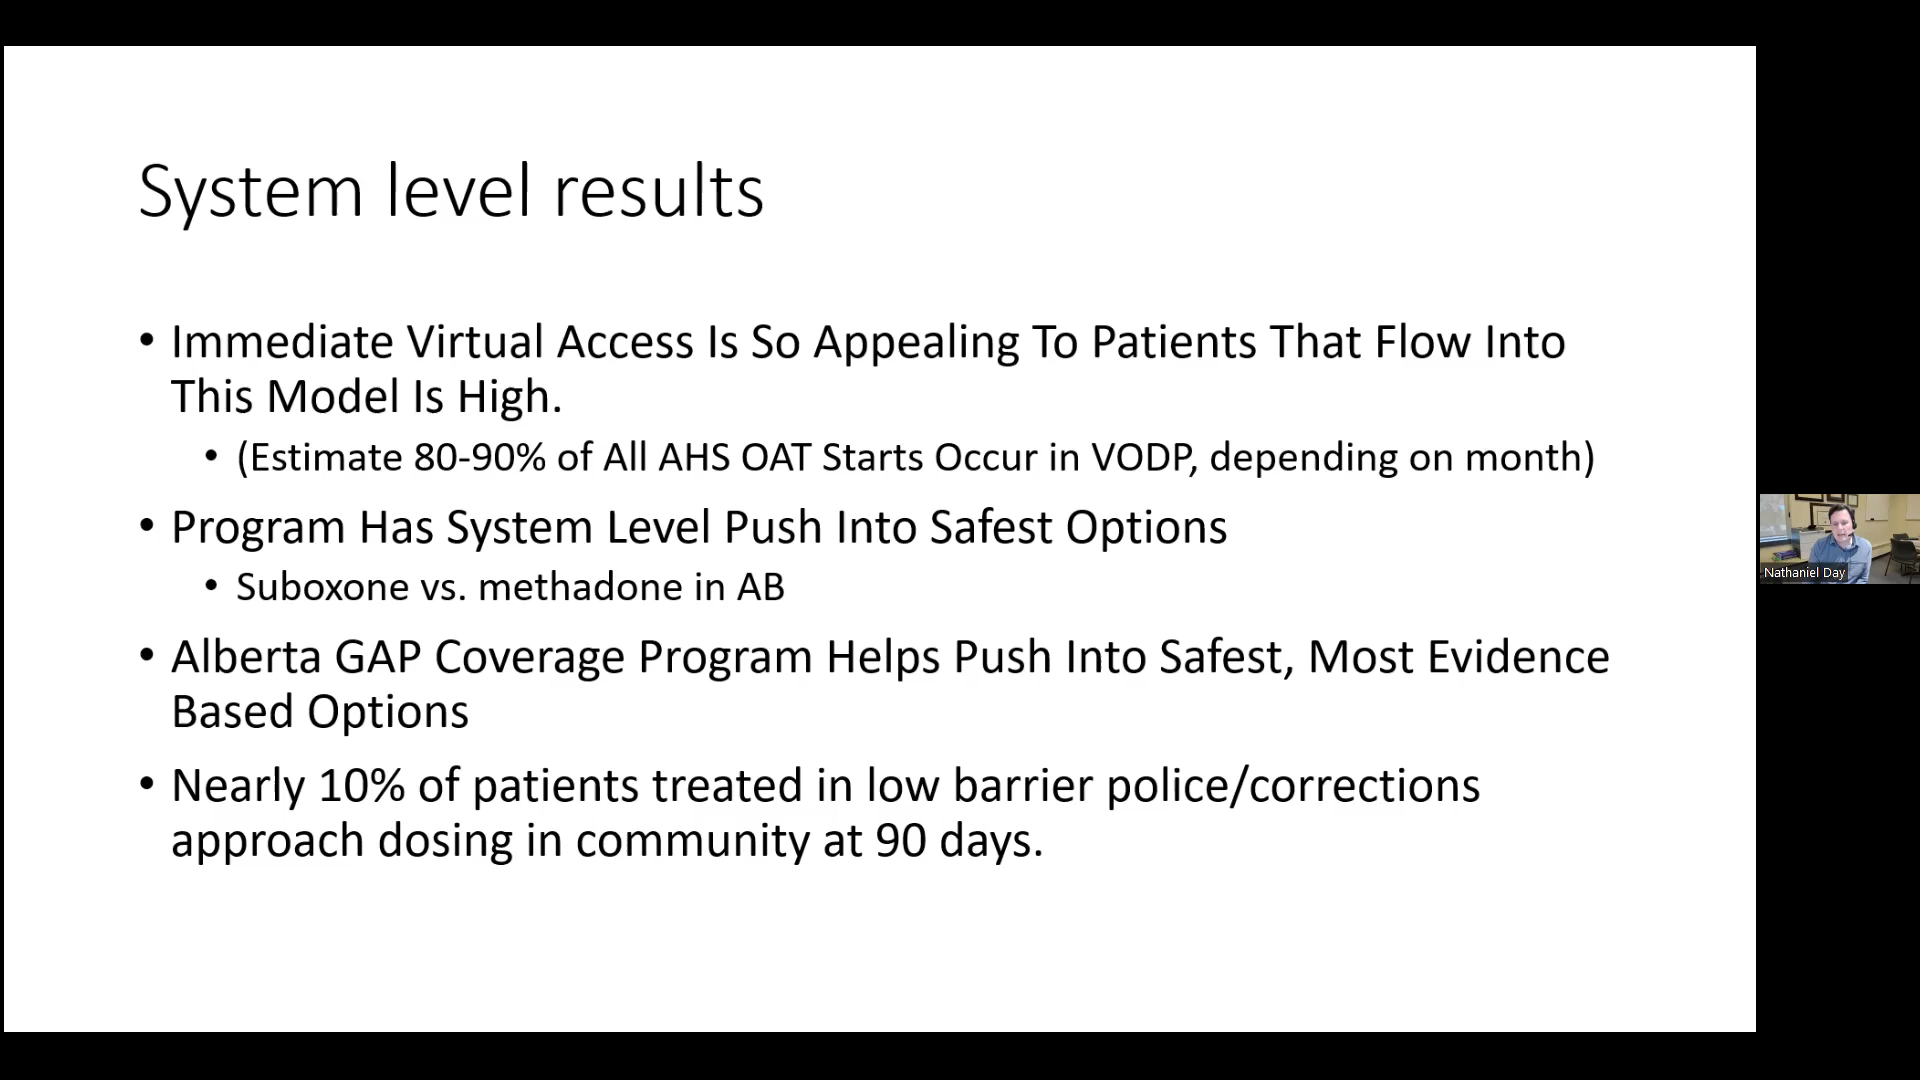 System level results
• Immediate Virtual Access Is So Appealing To Patients That Flow Into
This Model Is High.
• (Estimate 80-90% of All AHS OAT Starts Occur in VODP, depending on month)
• Program Has System Level Push Into Safest Options
• Suboxone vs. methadone in AB
• Alberta GAP Coverage Program Helps Push Into Safest, Most Evidence
Based Options
• Nearly 10% of patients treated in low barrier police/corrections
approach dosing in community at 90 days.
Nathaniel Day